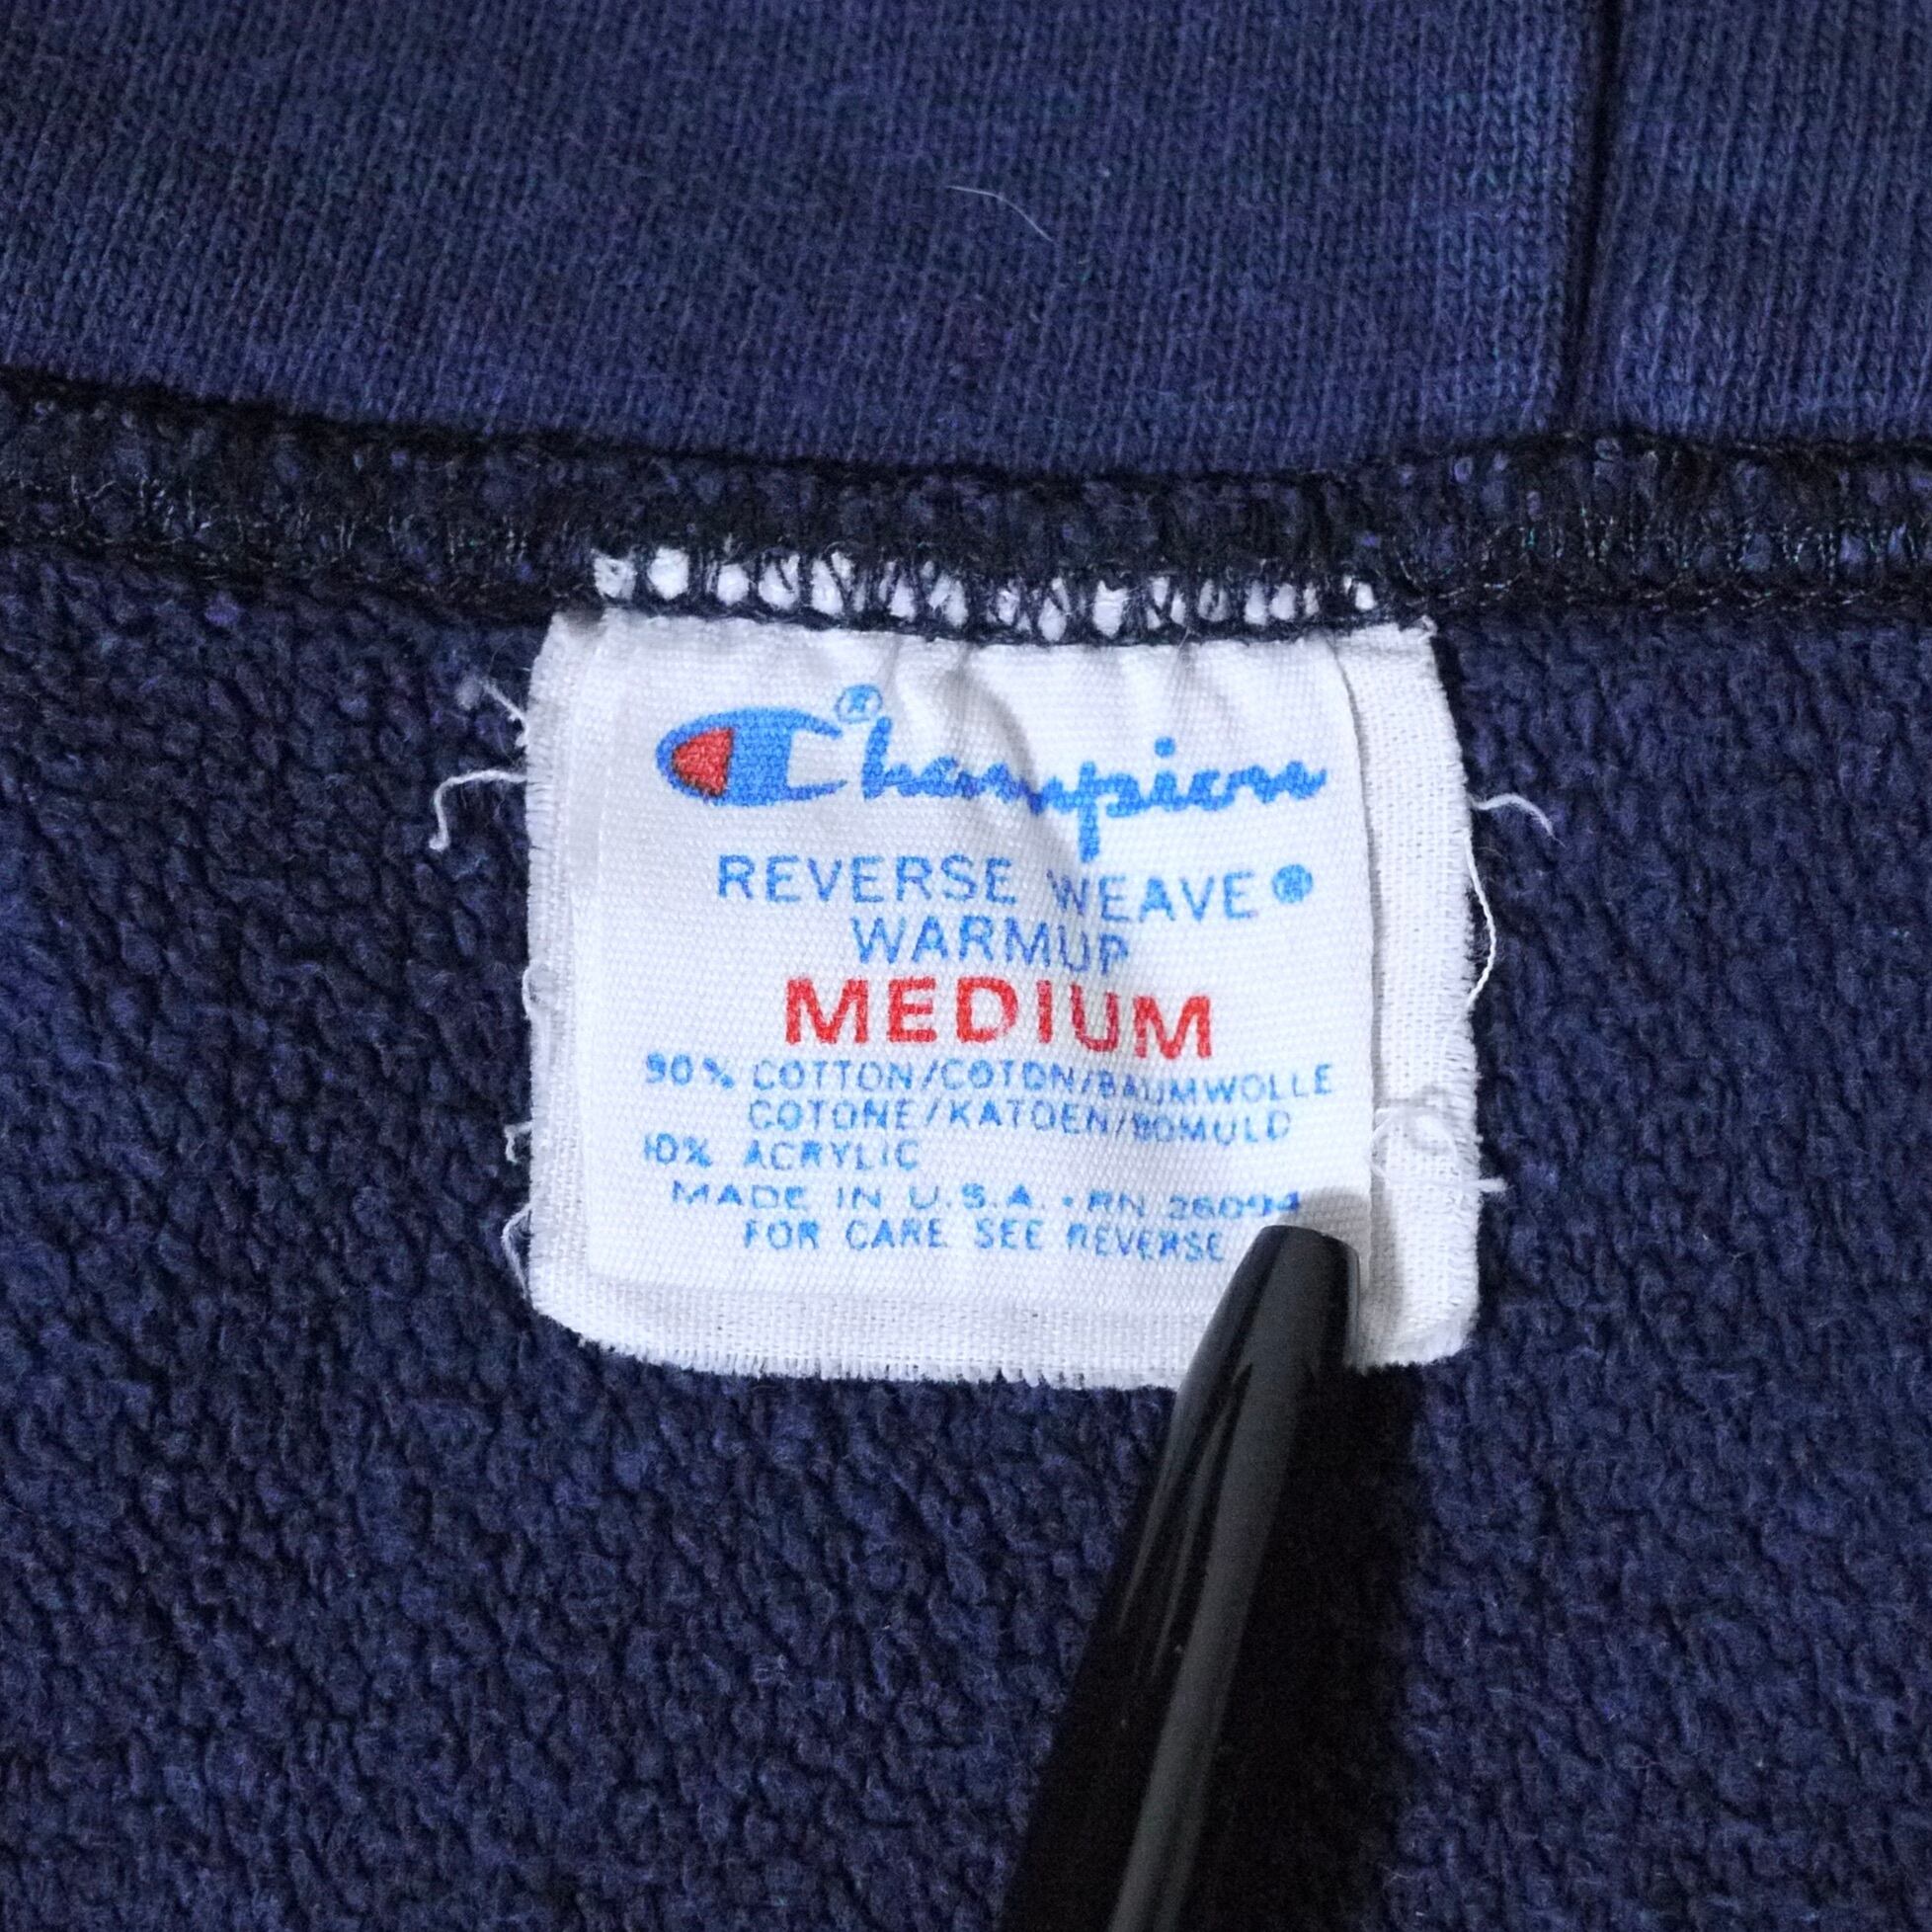 Champion®
REVERSE WEAVE®
WARMUP
MEDIUM
90% COTTON/COTON/BAUMWOLLE
COTONE/KATOEN/BOMULD
10% ACRYLIC
MADE IN U.S.A. • RN 26094
FOR CARE SEE REVERSE